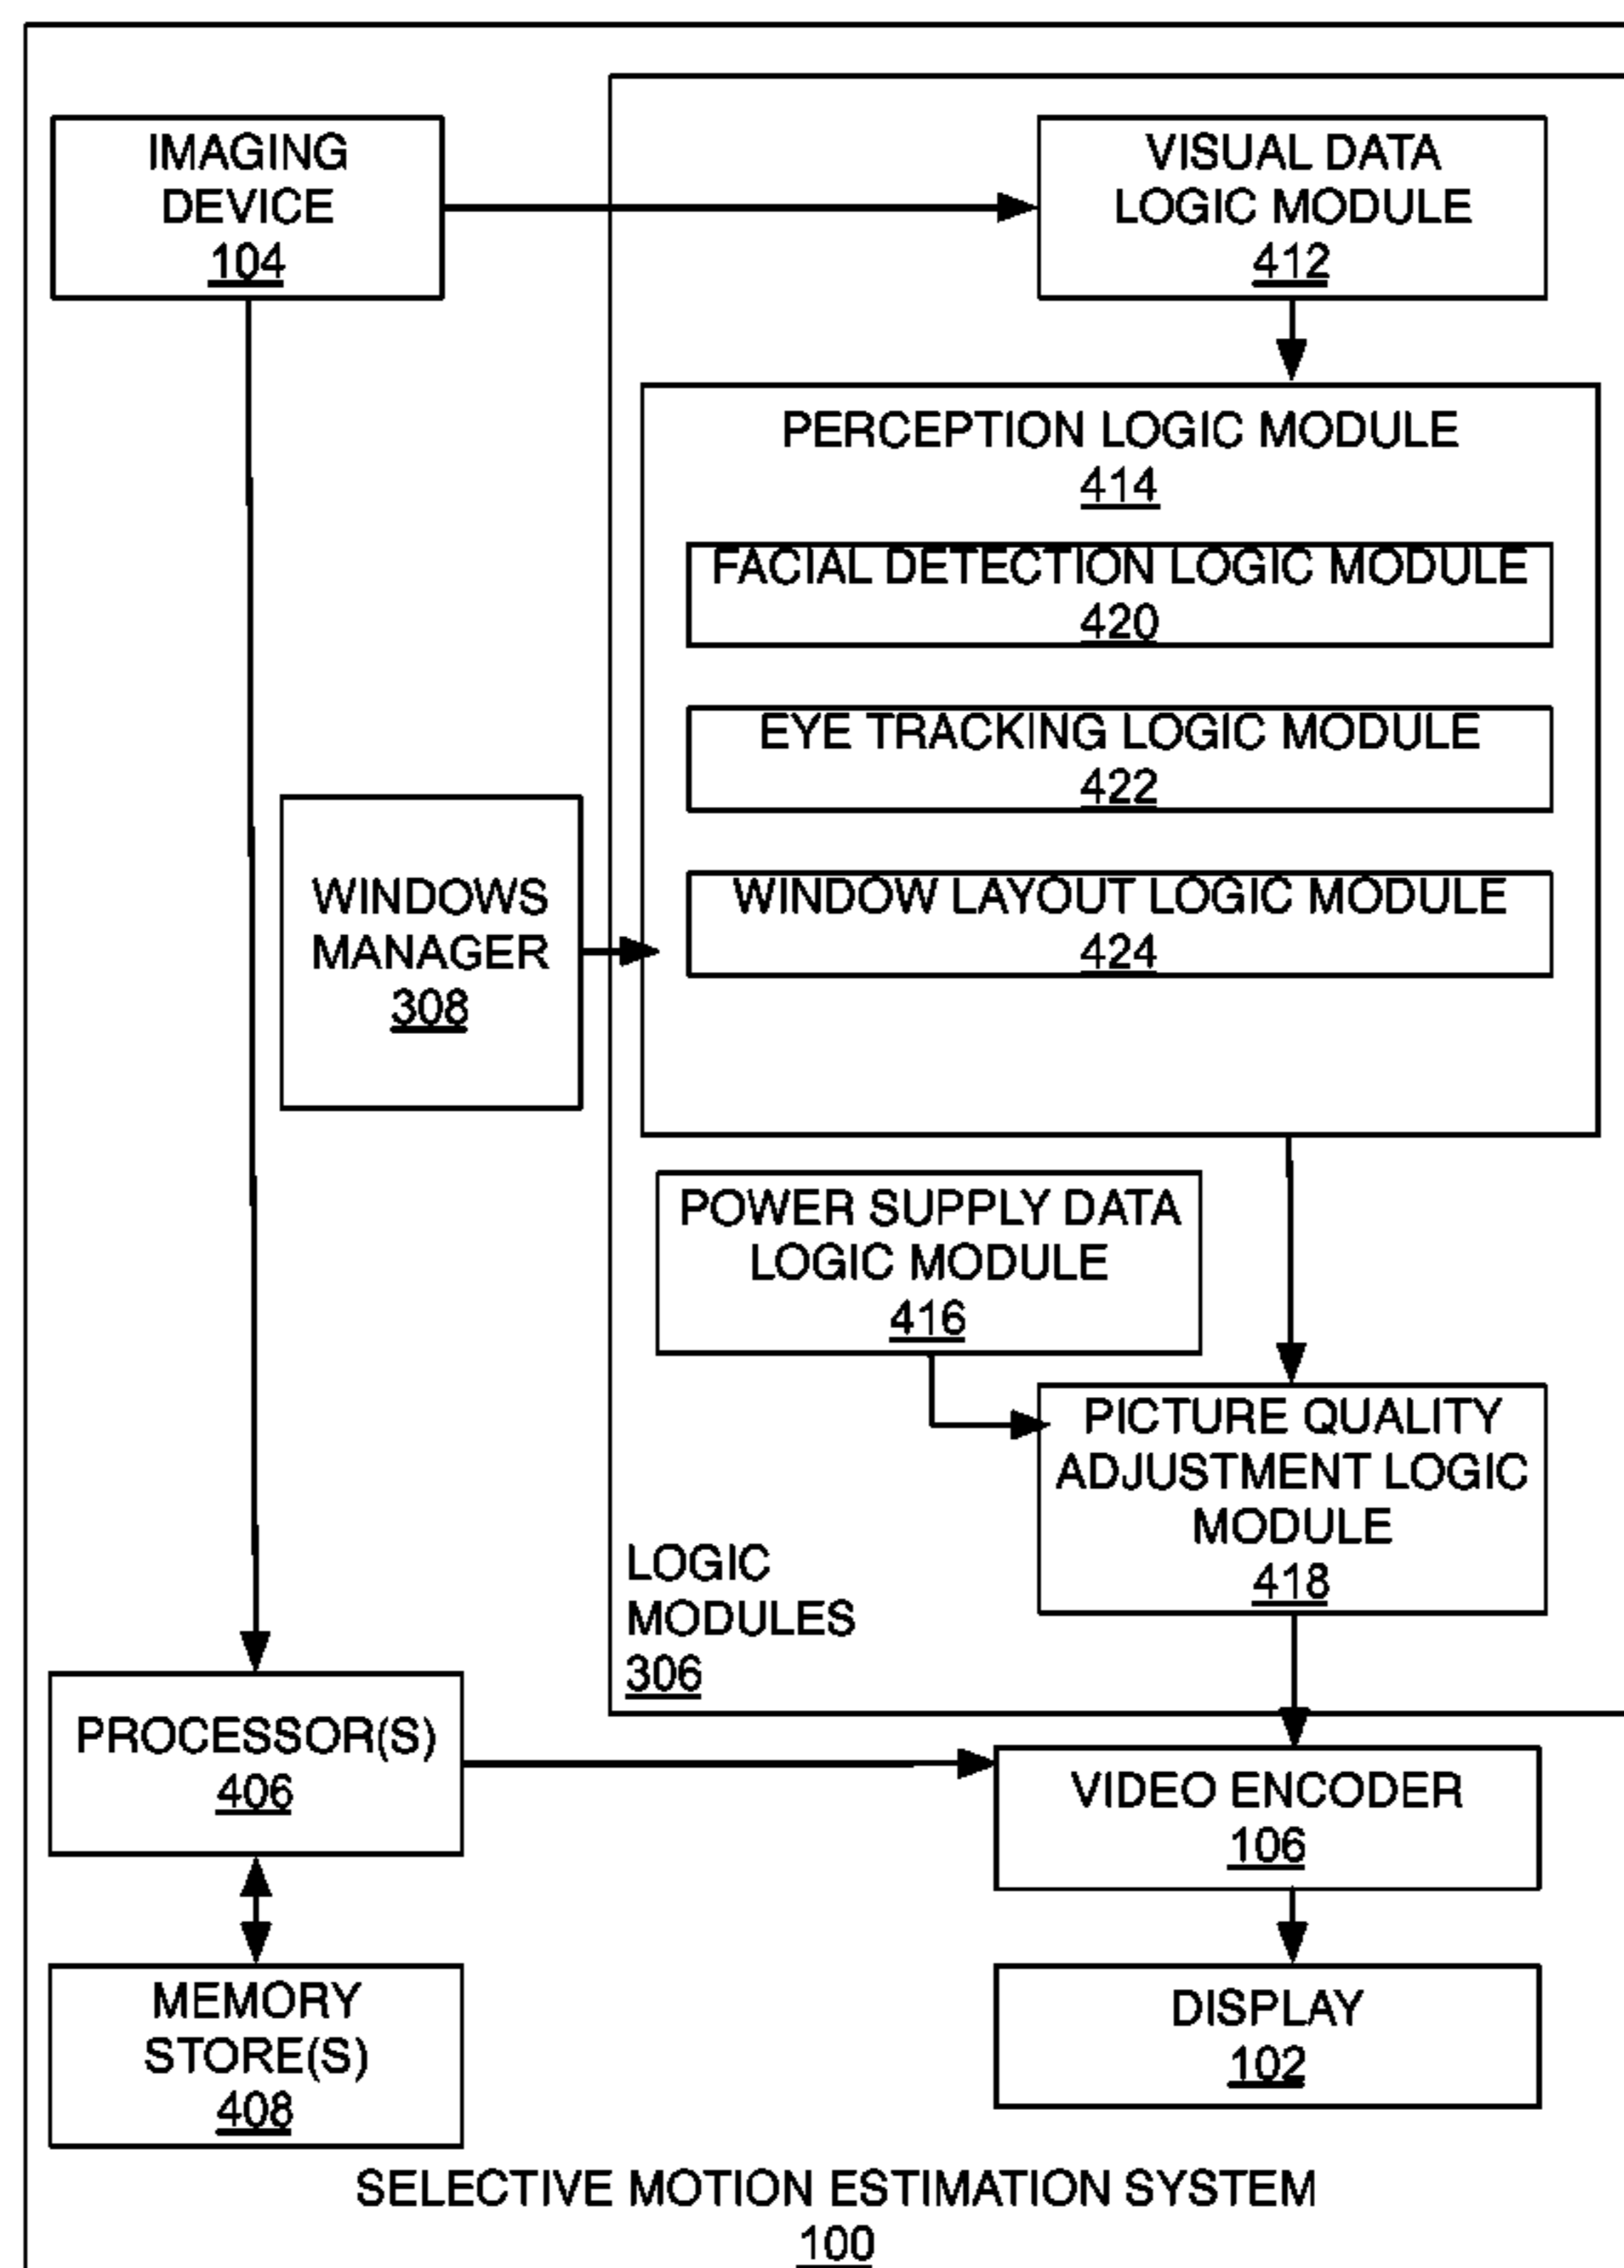 IMAGING
DEVICE
104
VISUAL DATA
LOGIC MODULE
412
PERCEPTION LOGIC MODULE
414
FACIAL DETECTION LOGIC MODULE
420
EYE TRACKING LOGIC MODULE
422
WINDOW LAYOUT LOGIC MODULE
424
WINDOWS
MANAGER
308
POWER SUPPLY DATA
LOGIC MODULE
416
PICTURE QUALITY
ADJUSTMENT LOGIC
MODULE
418
LOGIC
MODULES
306
PROCESSOR(S)
406
VIDEO ENCODER
106
MEMORY
STORE(S)
408
DISPLAY
102
SELECTIVE MOTION ESTIMATION SYSTEM
100